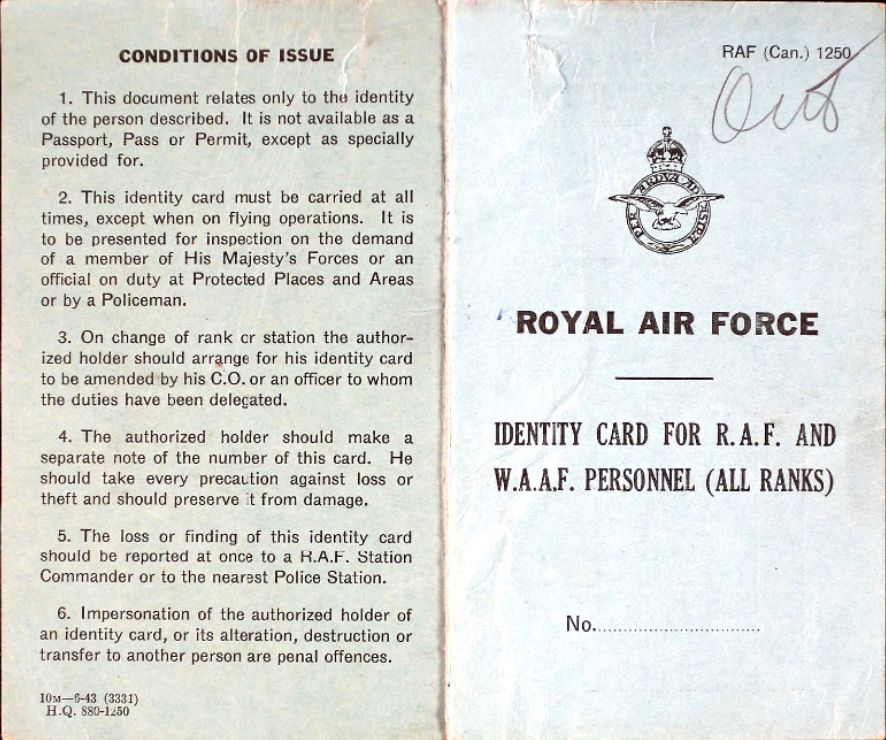 CONDITIONS OF ISSUE
1. This document relates only to the identity
of the person described. It is not available as a
Passport, Pass or Permit, except as specially
provided for.
2. This identity card must be carried at all
times, except when on flying operations. It is
to be presented for inspection on the demand
of a member of His Majesty's Forces or an
official on duty at Protected Places and Areas
or by a Policeman.
3. On change of rank or station the author-
ized holder should arrange for his identity card
to be amended by his C.O. or an officer to whom
the duties have been delegated.
4. The authorized holder should make a
separate note of the number of this card. He
should take every precaution against loss or
theft and should preserve it from damage.
5. The loss or finding of this identity card
should be reported at once to a R.A.F. Station
Commander or to the nearest Police Station.
6. Impersonation of the authorized holder of
an identity card, or its alteration, destruction or
transfer to another person are penal offences.
10M—6-43 (3331)
H.Q. 880-1250
RAF (Can.) 1250
Out
PER ARDVA AD ASTRA
ROYAL AIR FORCE
IDENTITY CARD FOR R.A.F. AND
W.A.A.F. PERSONNEL (ALL RANKS)
No..............................